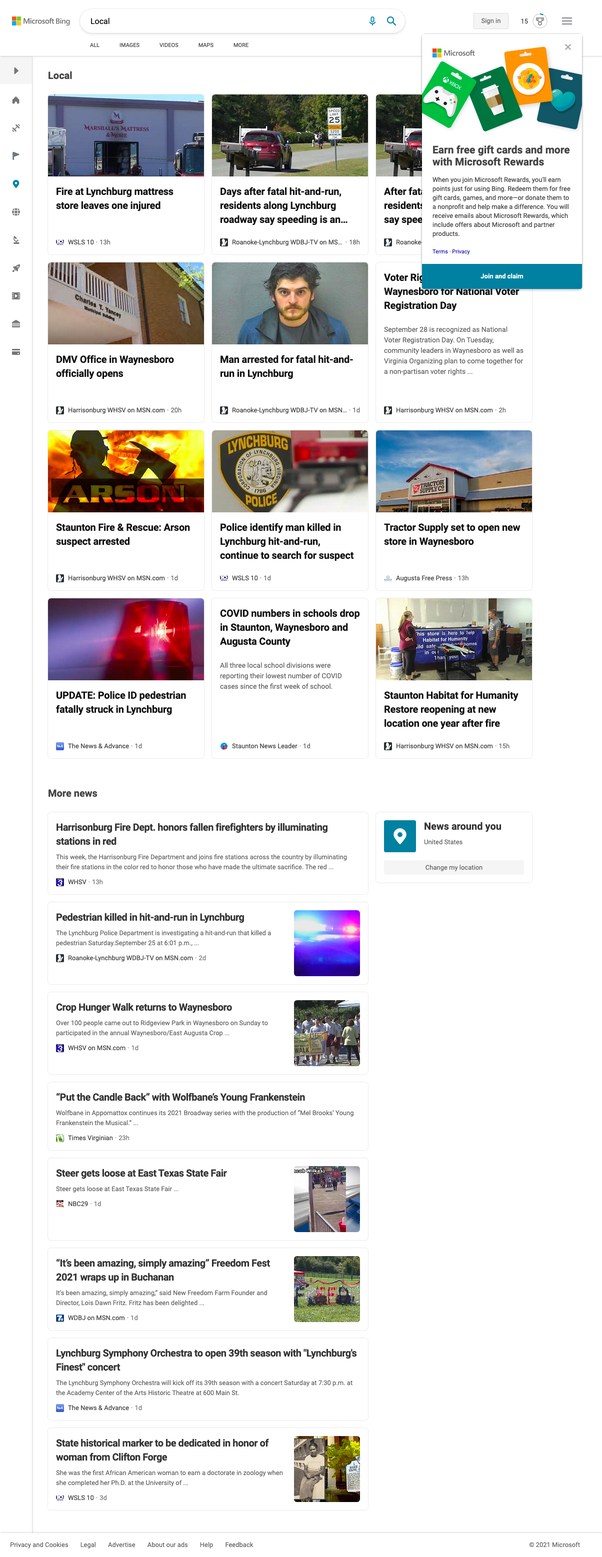 Microsoft Bing
Local
Sign in
15
ALL
IMAGES
VIDEOS
MAPS
MORE
Microsoft
XBOX
Earn free gift cards and more
with Microsoft Rewards
When you join Microsoft Rewards, you'll earn
points just for using Bing. Redeem them for free
gift cards, games, and more—or donate them to
a nonprofit and help make a difference. You will
receive emails about Microsoft Rewards, which
include offers about Microsoft and partner
products.
Terms · Privacy
Join and claim
Local
MARSHALL'S MATTRESS
Fire at Lynchburg mattress
store leaves one injured
WSLS 10 · 13h
SPEED
LIMIT
25
Days after fatal hit-and-run,
residents along Lynchburg
roadway say speeding is an...
Roanoke-Lynchburg WDBJ-TV on MS... · 18h
After fat
residents
say spee
Roanoke
Charles T. Yancey
Municipal Building
DMV Office in Waynesboro
officially opens
Harrisonburg WHSV on MSN.com · 20h
Man arrested for fatal hit-and-
run in Lynchburg
Roanoke-Lynchburg WDBJ-TV on MSN... · 1d
Voter Reg
Waynesboro for National Voter
Registration Day
September 28 is recognized as National
Voter Registration Day. On Tuesday,
community leaders in Waynesboro as well as
Virginia Organizing plan to come together for
a non-partisan voter rights ...
Harrisonburg WHSV on MSN.com · 2h
ARSON
Staunton Fire & Rescue: Arson
suspect arrested
Harrisonburg WHSV on MSN.com · 1d
LYNCHBURG
CORPORATION OF LYNCHBURG
VIRGINIA
1786
POLICE
Police identify man killed in
Lynchburg hit-and-run,
continue to search for suspect
WSLS 10 · 1d
TRACTOR
SUPPLY CO
Tractor Supply set to open new
store in Waynesboro
Augusta Free Press · 13h
UPDATE: Police ID pedestrian
fatally struck in Lynchburg
The News & Advance · 1d
COVID numbers in schools drop
in Staunton, Waynesboro and
Augusta County
All three local school divisions were
reporting their lowest number of COVID
cases since the first week of school.
Staunton News Leader · 1d
This store is here to help
Habitat for Humanity
Staunton Habitat for Humanity
Restore reopening at new
location one year after fire
Harrisonburg WHSV on MSN.com · 15h
More news
Harrisonburg Fire Dept. honors fallen firefighters by illuminating
stations in red
This week, the Harrisonburg Fire Department and joins fire stations across the country by illuminating
their fire stations in the color red to honor those who have made the ultimate sacrifice. The red ...
WHSV · 13h
News around you
United States
Change my location
Pedestrian killed in hit-and-run in Lynchburg
The Lynchburg Police Department is investigating a hit-and-run that killed a
pedestrian Saturday.September 25 at 6:01 p.m., ...
Roanoke-Lynchburg WDBJ-TV on MSN.com · 2d
Crop Hunger Walk returns to Waynesboro
Over 100 people came out to Ridgeview Park in Waynesboro on Sunday to
participated in the annual Waynesboro/East Augusta Crop ...
WHSV on MSN.com · 1d
“Put the Candle Back” with Wolfbane's Young Frankenstein
Wolfbane in Appomattox continues its 2021 Broadway series with the production of “Mel Brooks' Young
Frankenstein the Musical.” ...
Times Virginian · 23h
Steer gets loose at East Texas State Fair
Steer gets loose at East Texas State Fair ...
NBC29 · 1d
“It's been amazing, simply amazing” Freedom Fest
2021 wraps up in Buchanan
It's been amazing, simply amazing,” said New Freedom Farm Founder and
Director, Lois Dawn Fritz. Fritz has been delighted ...
WDBJ on MSN.com · 1d
Lynchburg Symphony Orchestra to open 39th season with "Lynchburg's
Finest" concert
The Lynchburg Symphony Orchestra will kick off its 39th season with a concert Saturday at 7:30 p.m. at
the Academy Center of the Arts Historic Theatre at 600 Main St.
The News & Advance · 1d
State historical marker to be dedicated in honor of
woman from Clifton Forge
She was the first African American woman to earn a doctorate in zoology when
she completed her Ph.D. at the University of ...
WSLS 10 · 3d
Privacy and Cookies
Legal
Advertise
About our ads
Help
Feedback
© 2021 Microsoft